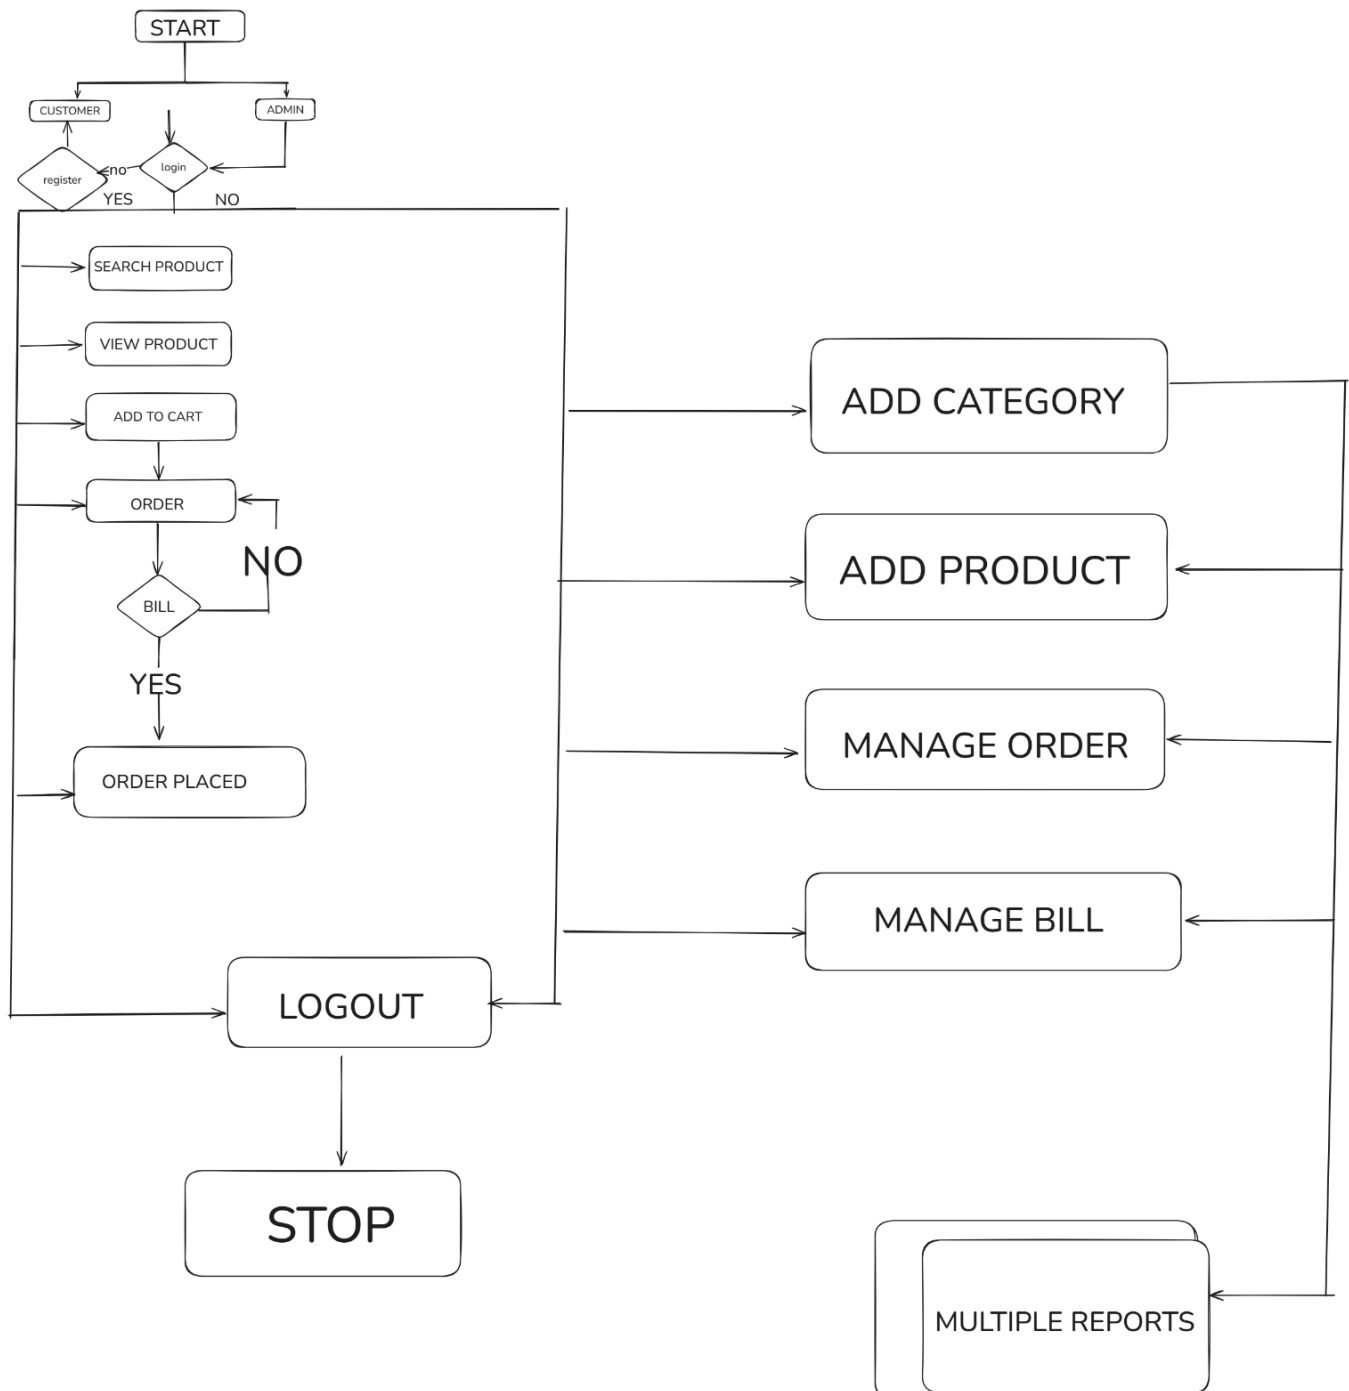 START
CUSTOMER
ADMIN
login
no
register
YES
NO
SEARCH PRODUCT
VIEW PRODUCT
ADD TO CART
ORDER
NO
BILL
YES
ORDER PLACED
LOGOUT
STOP
ADD CATEGORY
ADD PRODUCT
MANAGE ORDER
MANAGE BILL
MULTIPLE REPORTS